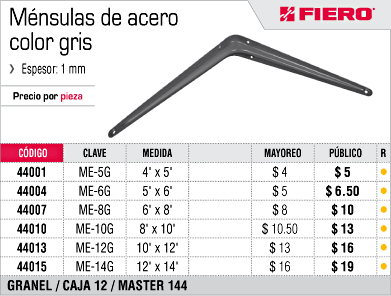 Ménsulas de acero
color gris
FIERO®
❯ Espesor: 1 mm
Precio por pieza
CÓDIGO CLAVE MEDIDA MAYOREO PÚBLICO R
44001 ME-5G 4' x 5' $ 4 $ 5
44004 ME-6G 5' x 6' $ 5 $ 6.50
44007 ME-8G 6' x 8' $ 8 $ 10
44010 ME-10G 8' x 10' $ 10.50 $ 13
44013 ME-12G 10' x 12' $ 13 $ 16
44015 ME-14G 12' x 14' $ 16 $ 19
GRANEL / CAJA 12 / MASTER 144